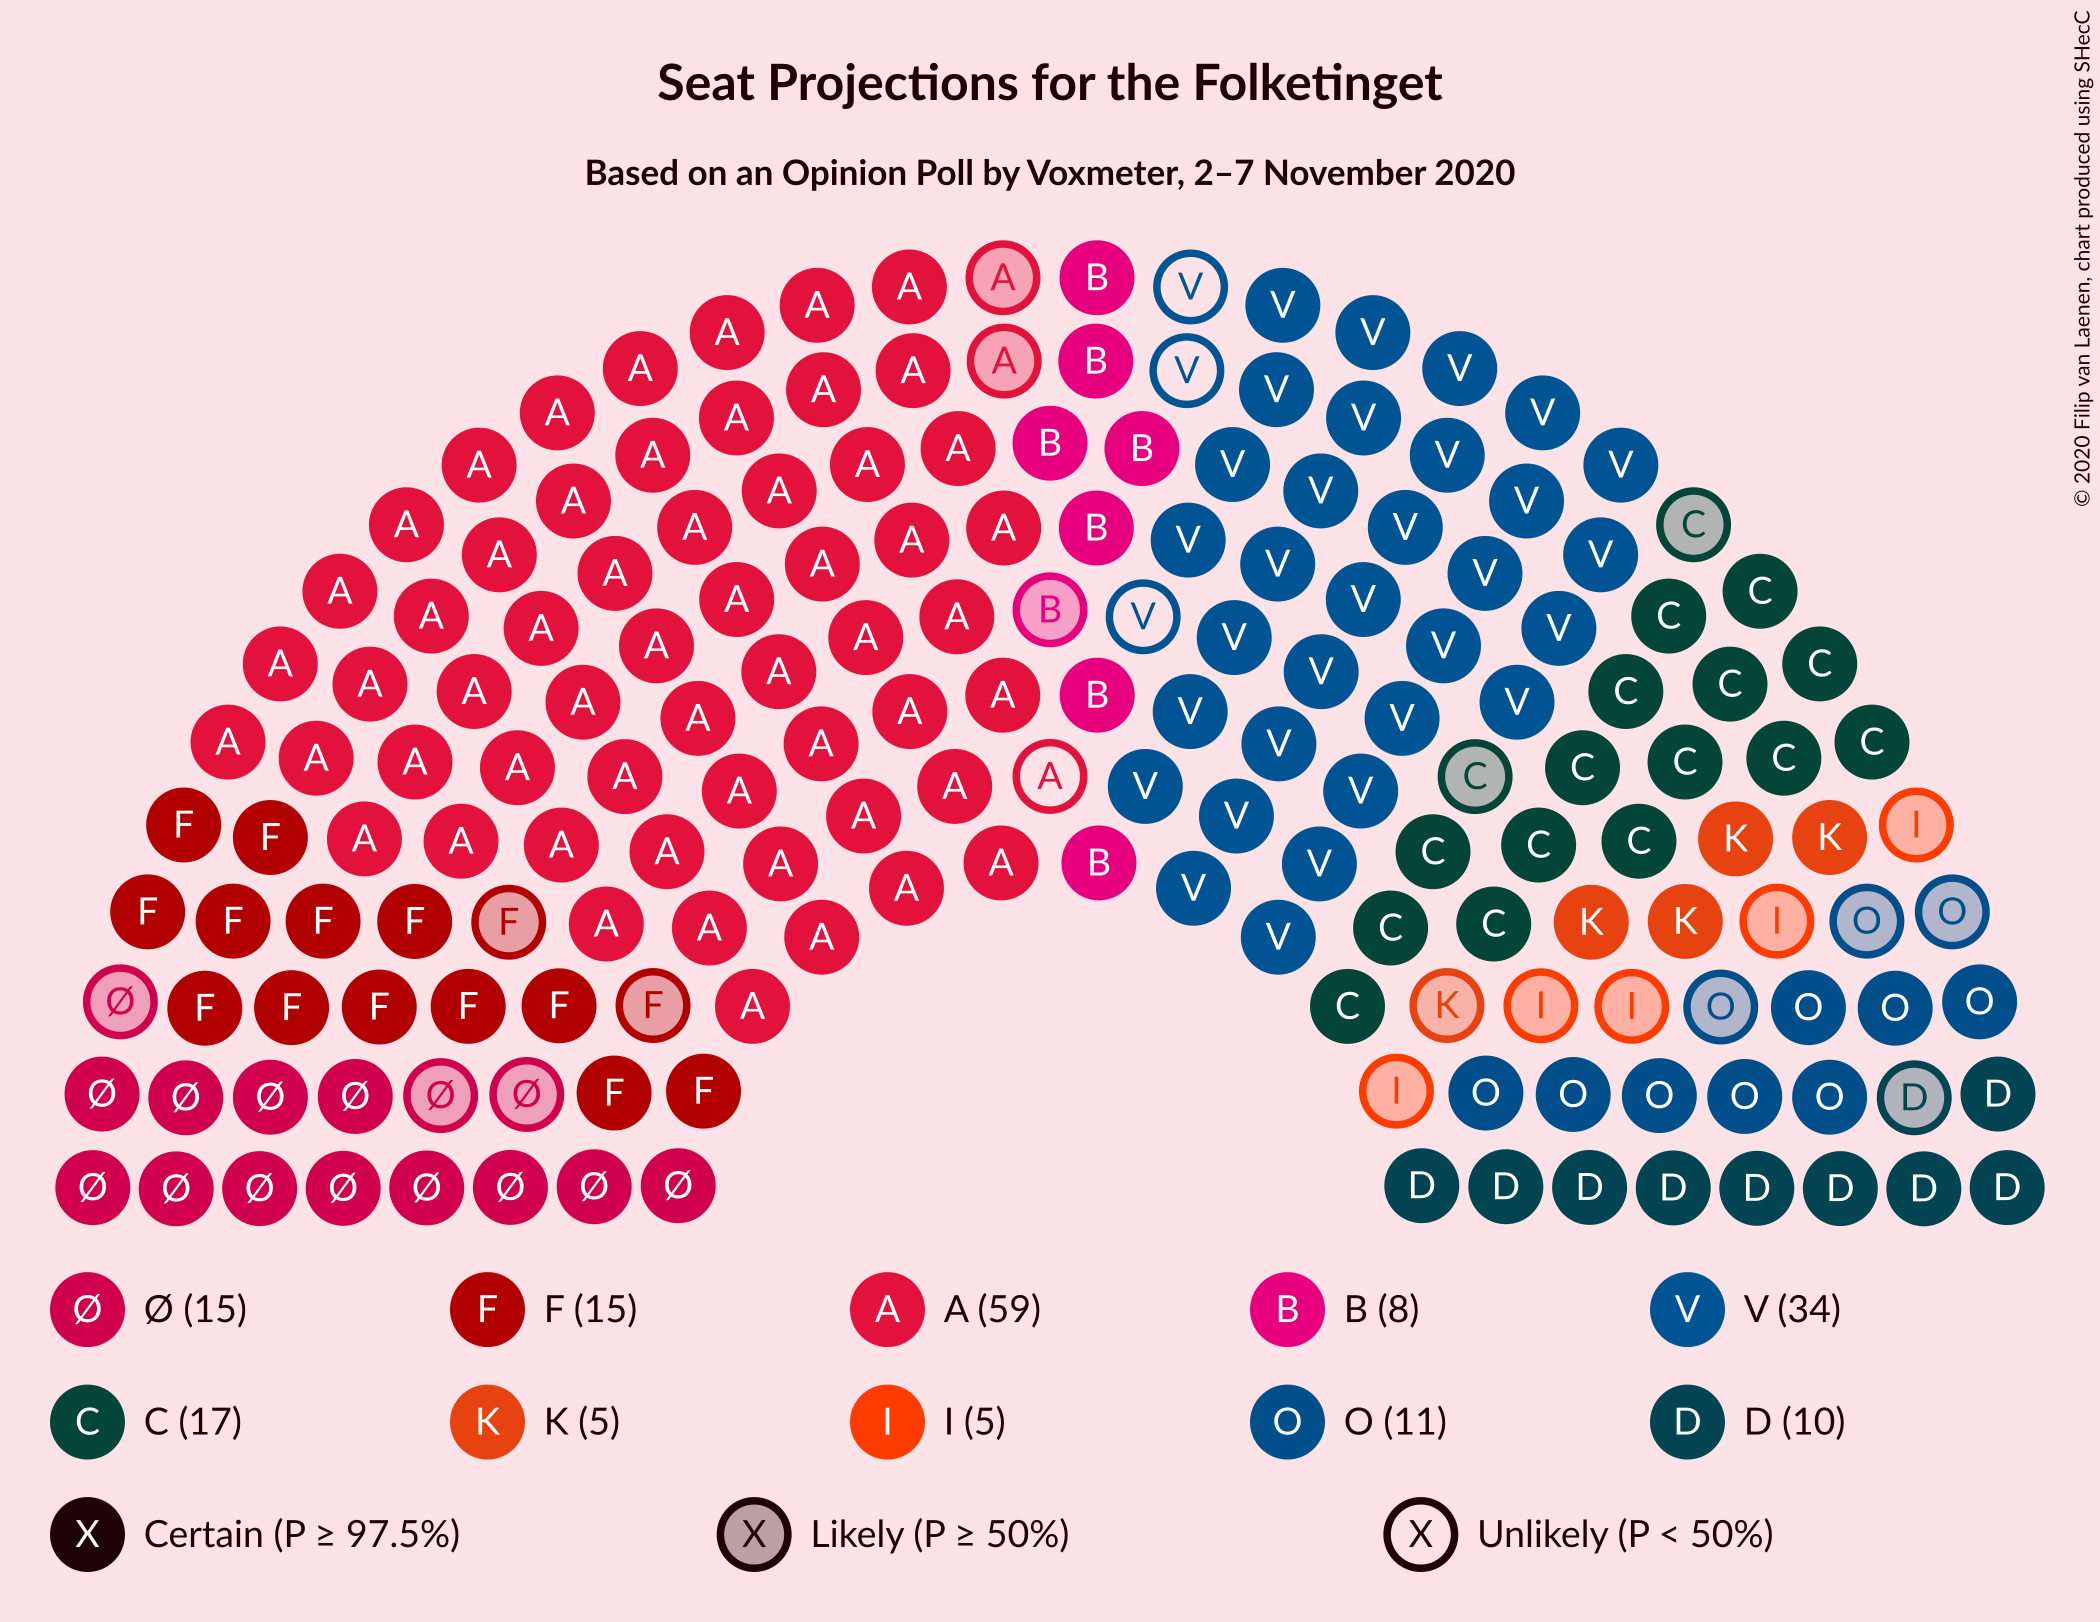 Seat Projections for the Folketinget
Based on an Opinion Poll by Voxmeter, 2–7 November 2020
© 2020 Filip van Laenen, chart produced using SHecC
A A B V
A A V V
A A B V V
A A V V
A A B B V V
A A V V
A A V V
A A A B V V C
A A V V
A A V V
A A V V
A A V C
A A B V V
A A V C
A A V V
A A V V
A A A B V V C C
A A V C
A A V V
F A A A A A V C C C
A A A V V
F F A A A A A B V C C C K K I
F F F F F A A A A V V C C K K I O O
Ø F F F F F F A C K I I O O O O
Ø Ø Ø Ø Ø Ø F F I O O O O O D D
Ø Ø Ø Ø Ø Ø Ø Ø D D D D D D D D
Ø Ø (15) F F (15) A A (59) B B (8) V V (34)
C C (17) K K (5) I I (5) O O (11) D D (10)
X Certain (P ≥ 97.5%) X Likely (P ≥ 50%) X Unlikely (P < 50%)